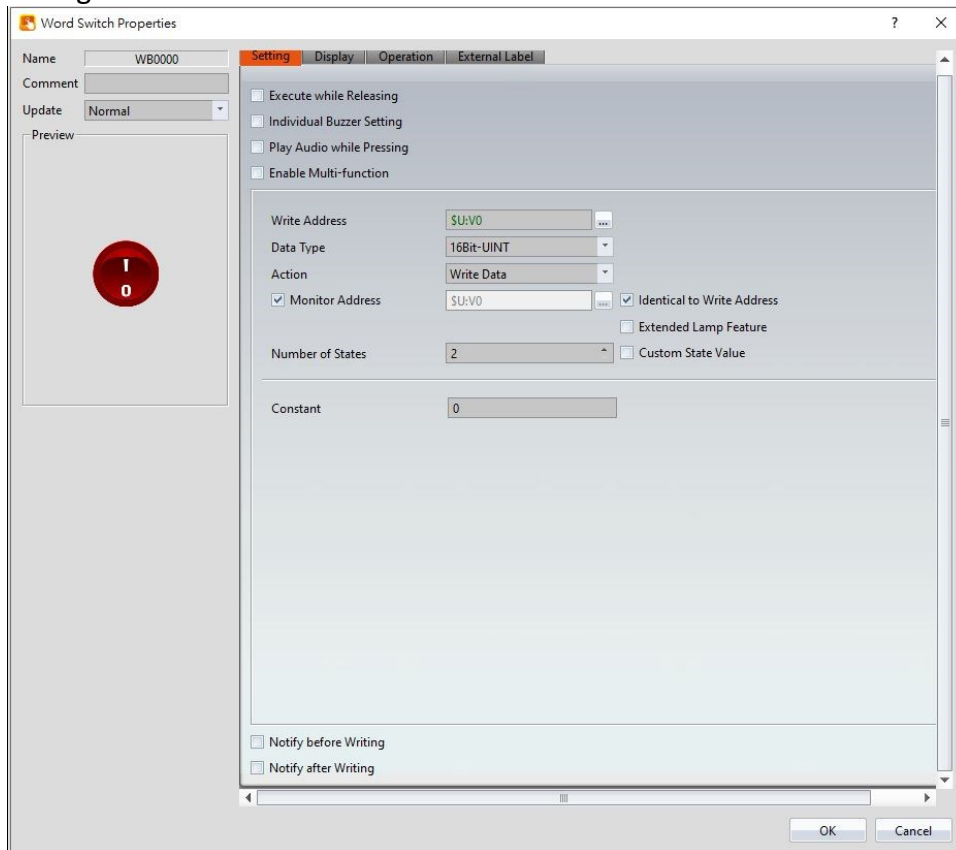 Word Switch Properties ? ×
Name WB0000
Comment
Update Normal
Preview
I
0
Setting Display Operation External Label
Execute while Releasing
Individual Buzzer Setting
Play Audio while Pressing
Enable Multi-function
Write Address $U:V0 ...
Data Type 16Bit-UINT
Action Write Data
Monitor Address $U:V0 ... Identical to Write Address
Extended Lamp Feature
Number of States 2 Custom State Value
Constant 0
Notify before Writing
Notify after Writing
OK Cancel